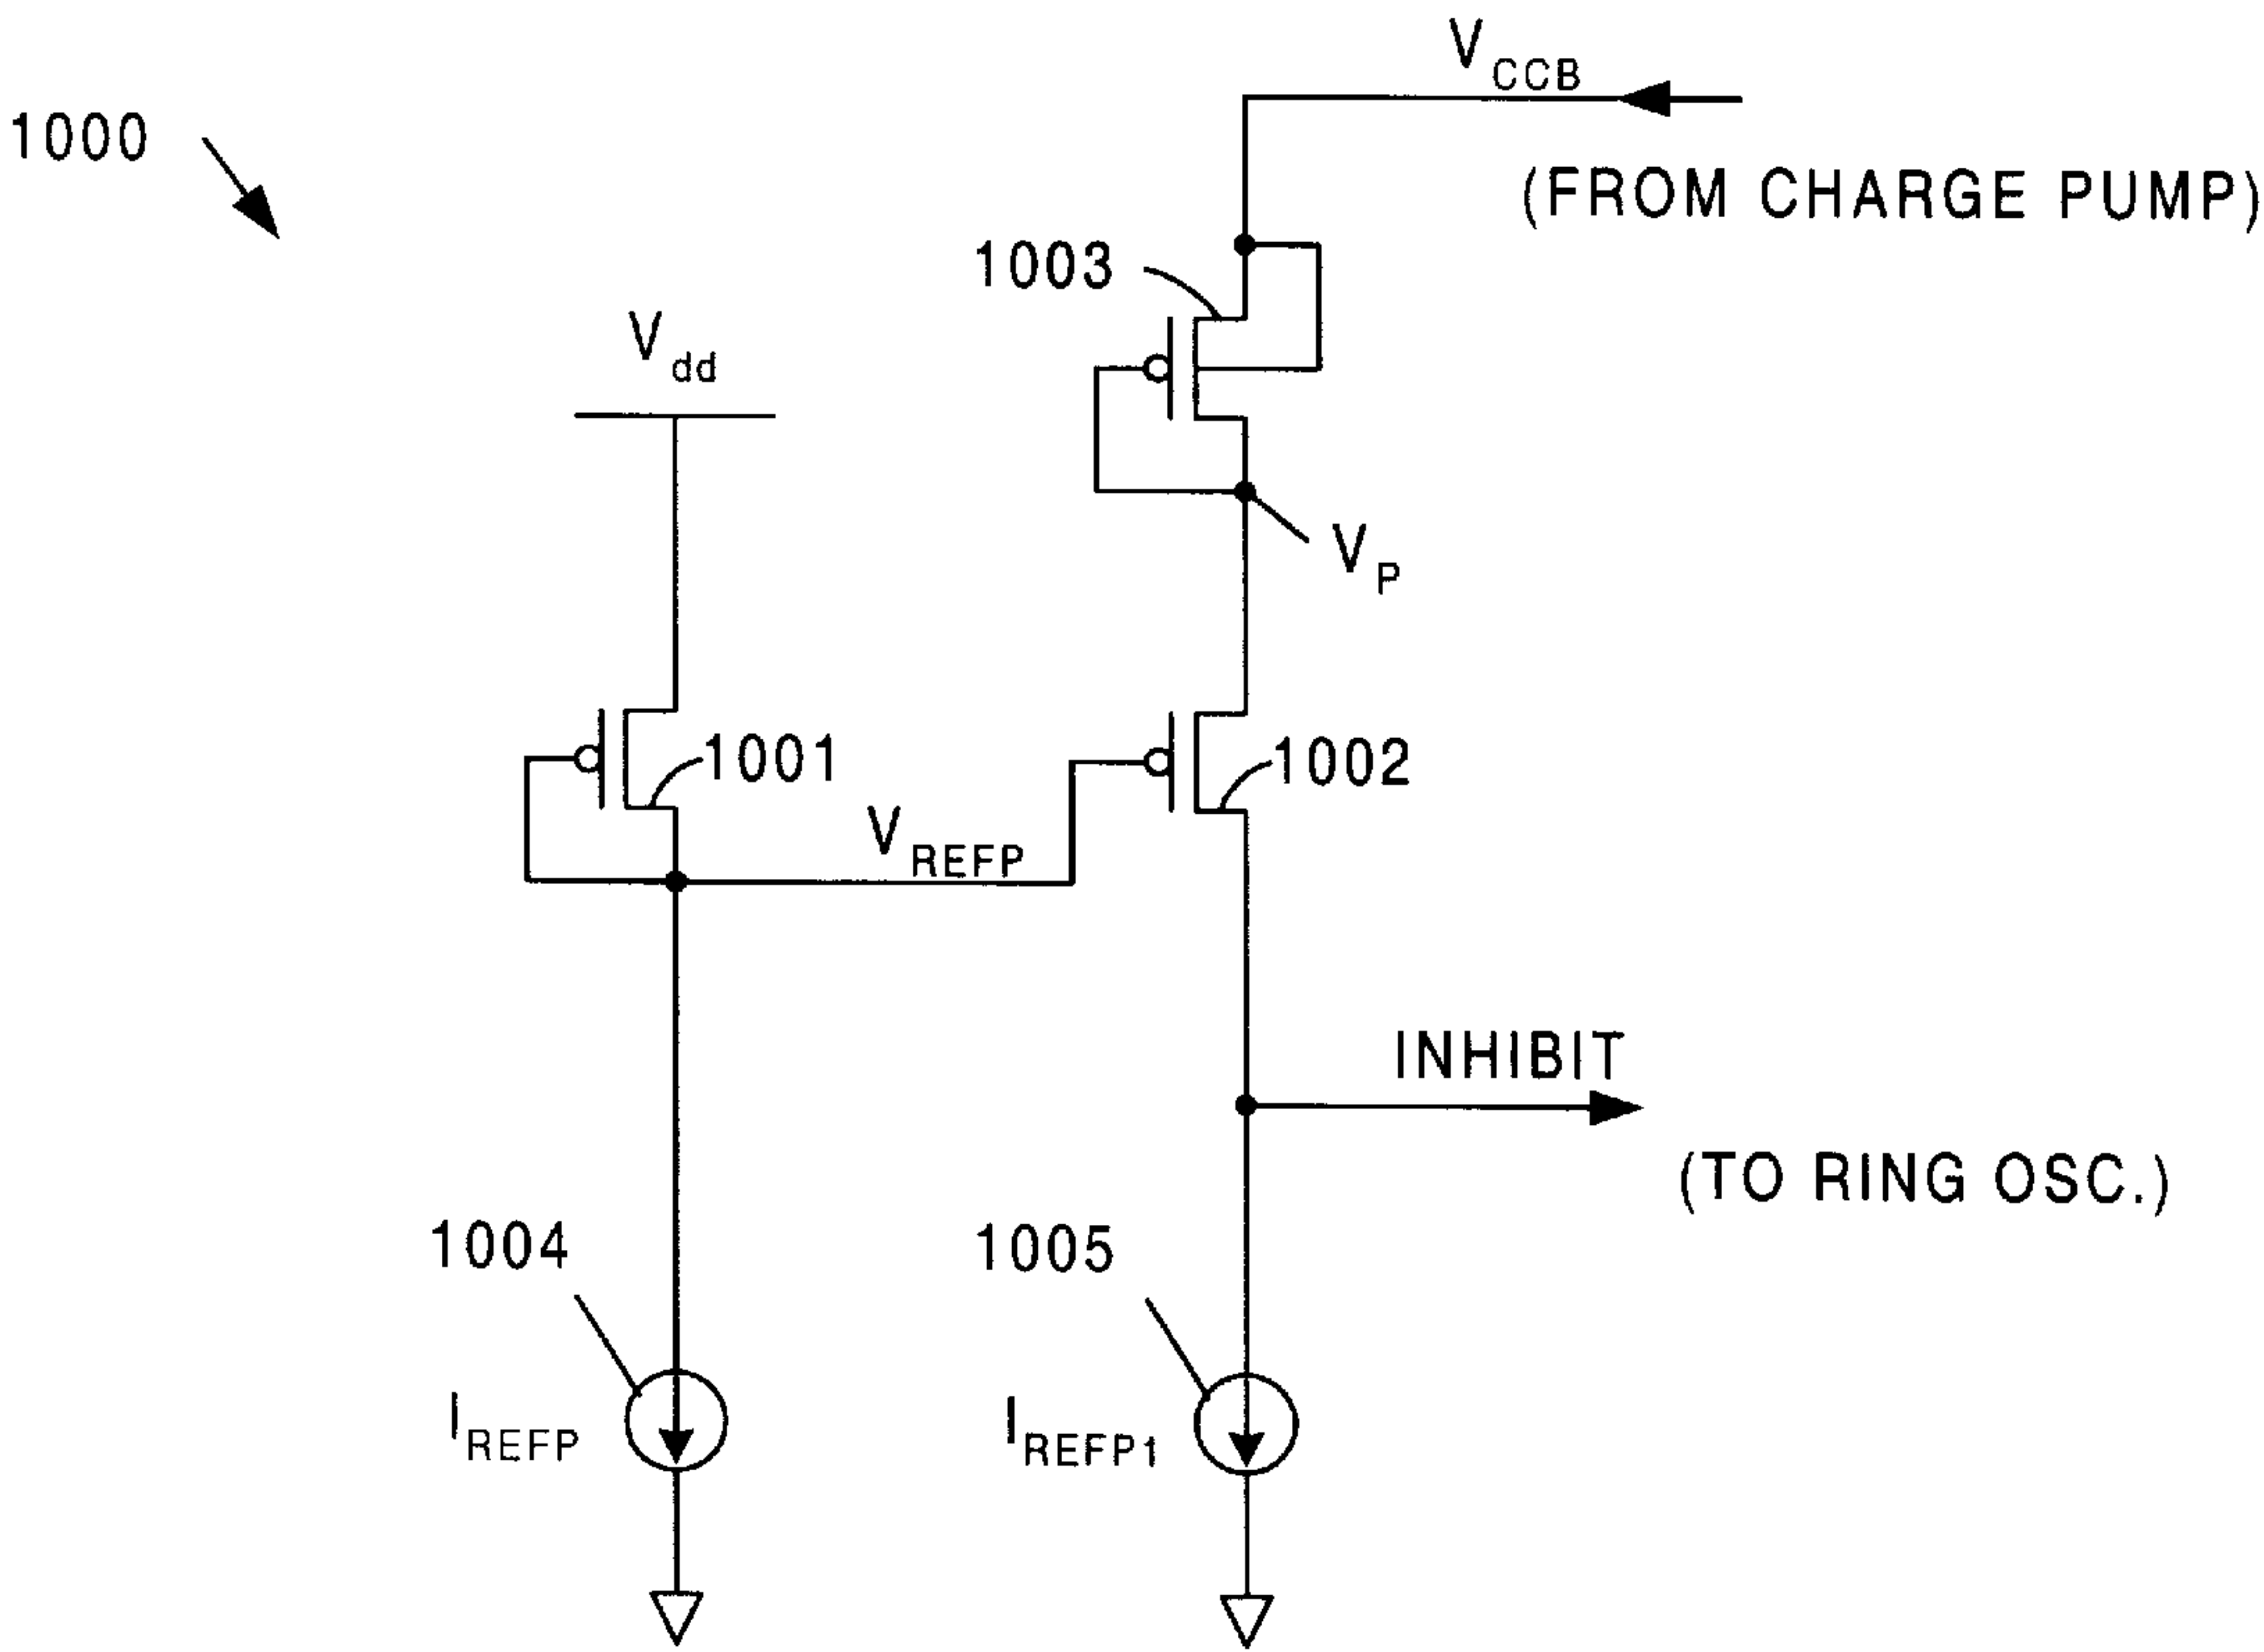 V_CCB
1000
(FROM CHARGE PUMP)
1003
V_dd
V_P
1001
1002
V_REFP
INHIBIT
(TO RING OSC.)
1004
1005
I_REFP
I_REFP1